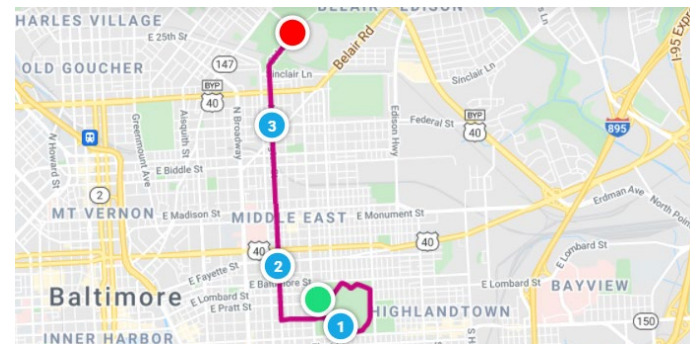 HARLES VILLAGE
BELAIR - EDISON
E 25th St
Belair Rd
I-95 Expr
OLD GOUCHER
147
Sinclair Ln
Sinclair Ln
BYP
40
N Broadway
Aisquith St
Greenmount Ave
N Howard St
3
Edison Hwy
Federal St
BYP
40
895
E Biddle St
2
Erdman Ave
North Poin
MT VERNON
E Madison St
MIDDLE EAST
E Monument St
40
2
40
E Lombard St
E Fayette St
E Baltimore St
BAYVIEW
Baltimore
E Lombard St
E Pratt St
HIGHLANDTOWN
1
150
INNER HARBOR